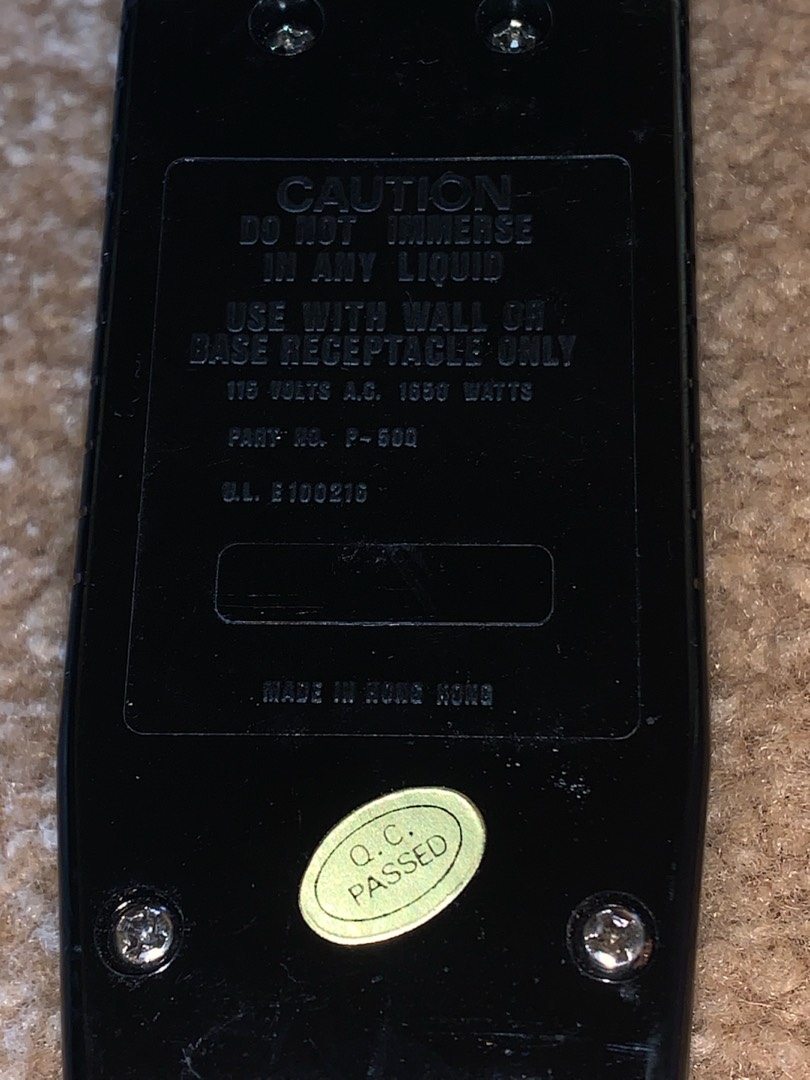 CAUTION
DO NOT IMMERSE
IN ANY LIQUID
USE WITH WALL OR
BASE RECEPTACLE ONLY
115 VOLTS A.C. 1650 WATTS
PART NO. P-50Q
U.L. E100216
MADE IN HONG KONG
Q.C.
PASSED